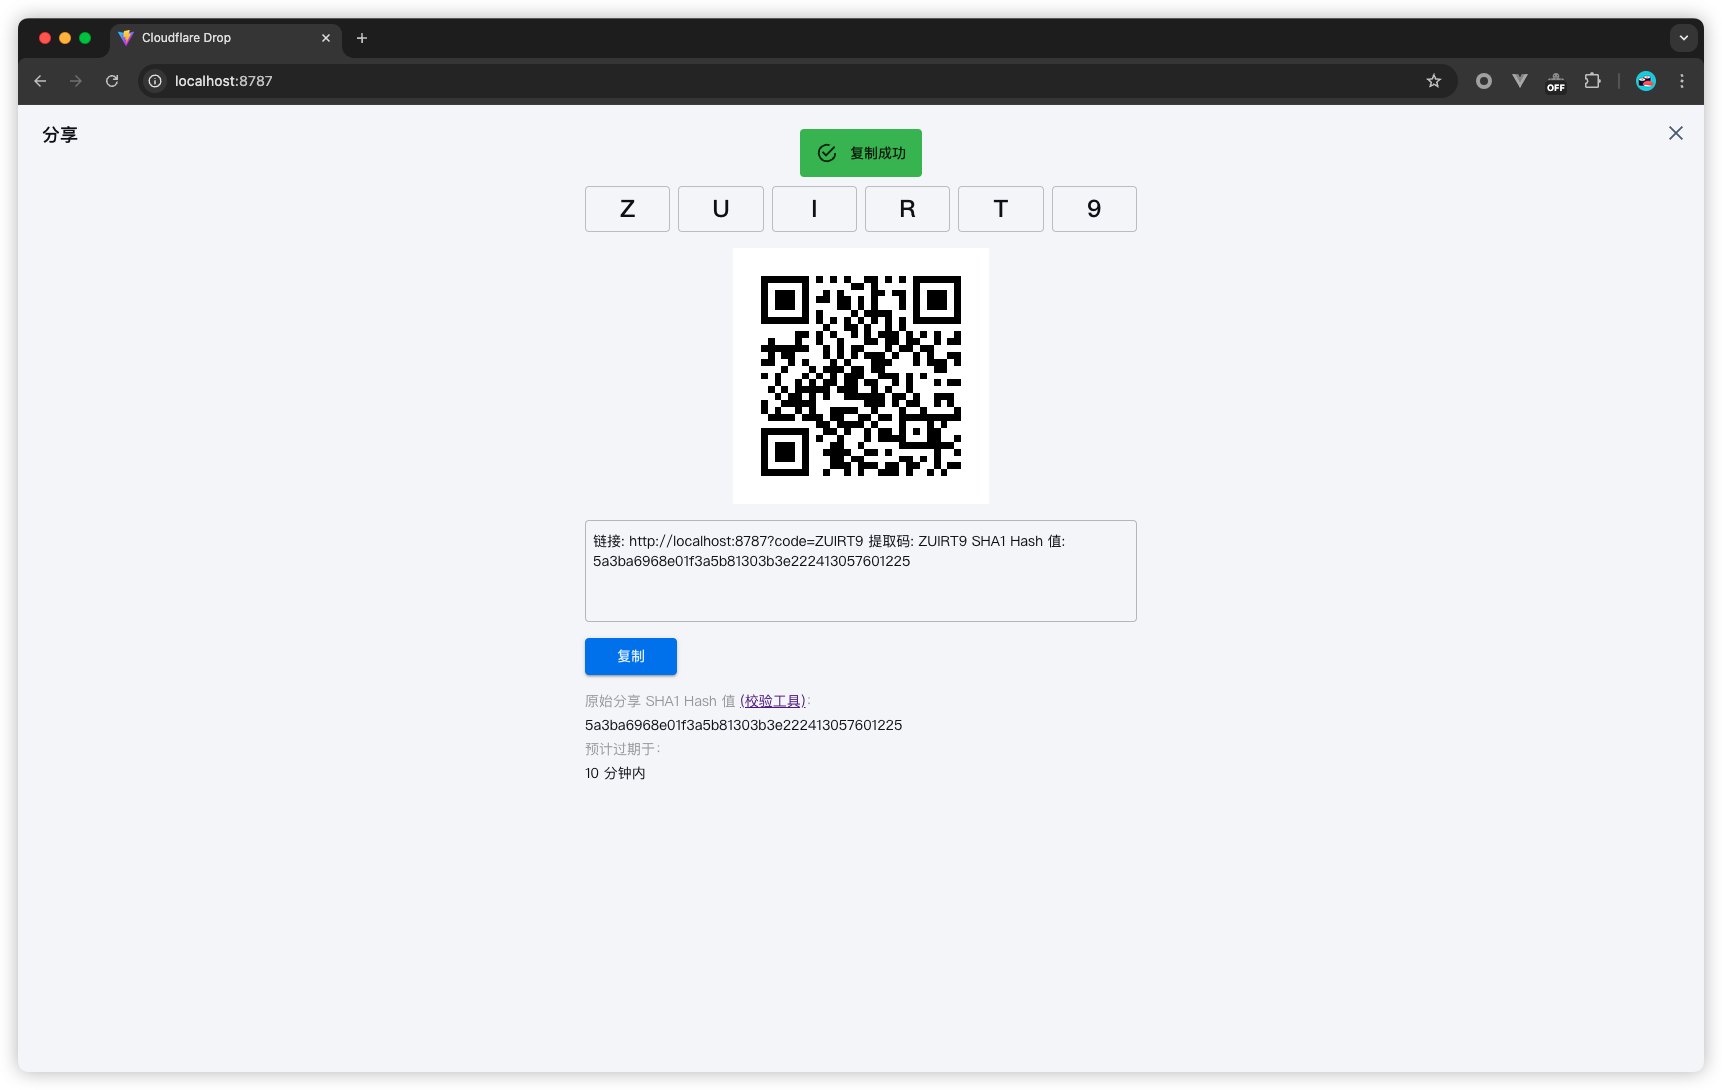 Cloudflare Drop
localhost:8787
OFF
分享
复制成功
Z U I R T 9
链接: http://localhost:8787?code=ZUIRT9 提取码: ZUIRT9 SHA1 Hash 值:
5a3ba6968e01f3a5b81303b3e222413057601225
复制
原始分享 SHA1 Hash 值 (校验工具):
5a3ba6968e01f3a5b81303b3e222413057601225
预计过期于:
10 分钟内